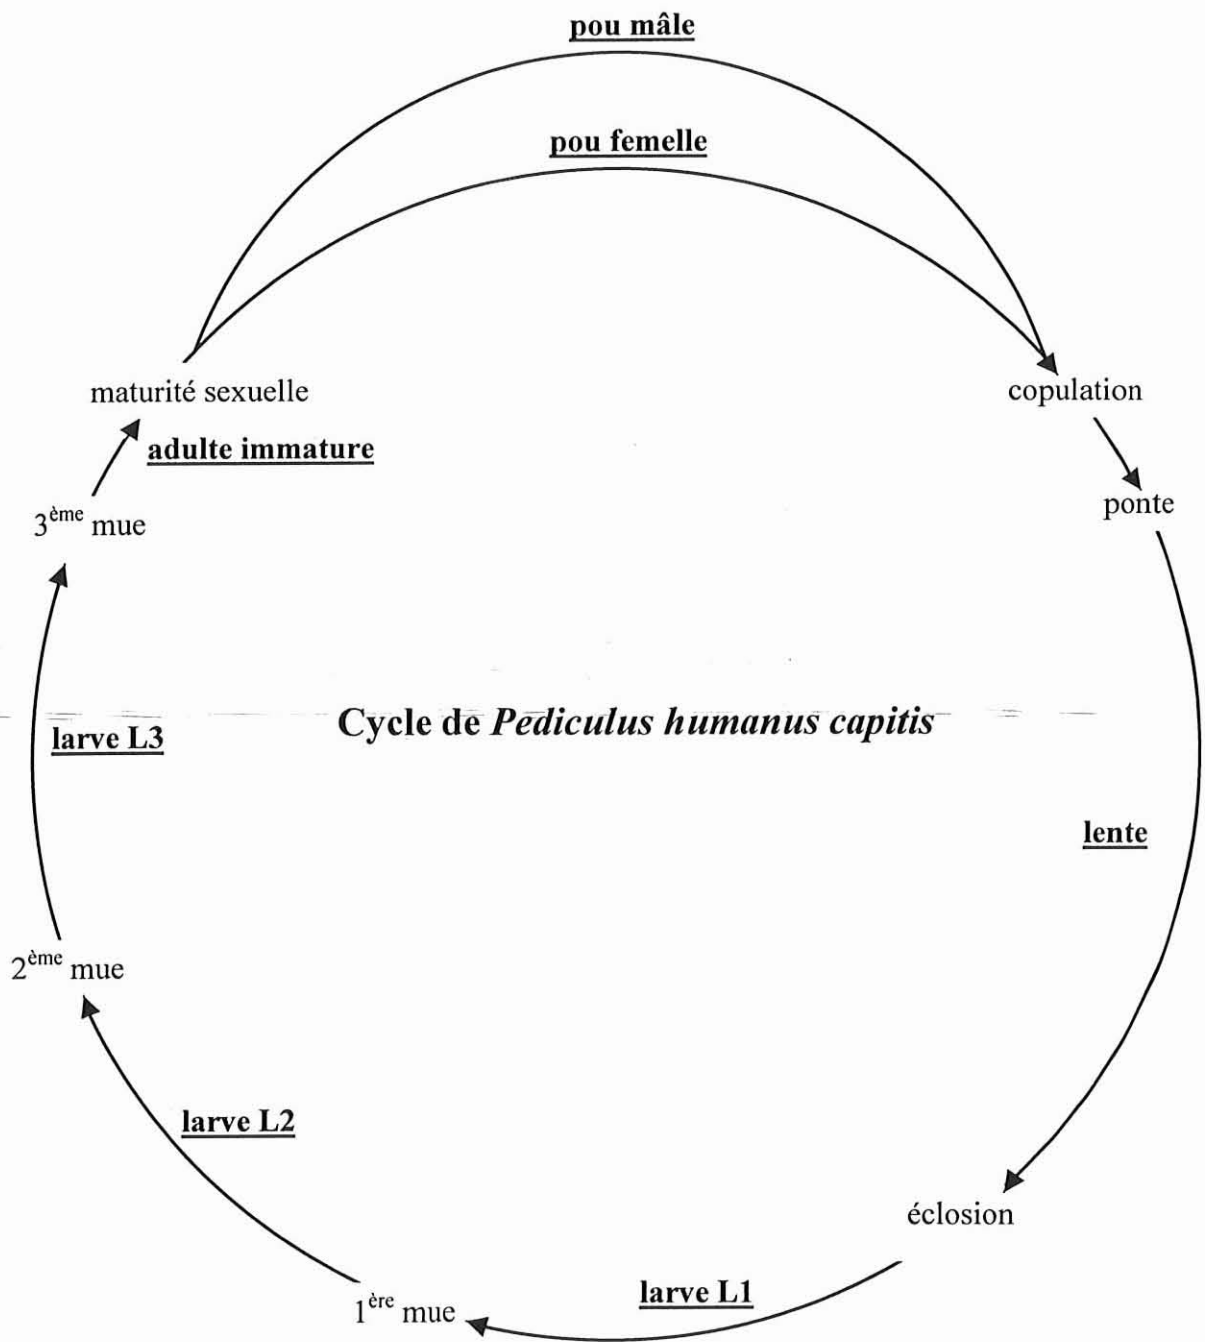 pou mâle
pou femelle
maturité sexuelle
copulation
adulte immature
ponte
3ème mue
Cycle de Pediculus humanus capitis
larve L3
lente
2ème mue
larve L2
éclosion
larve L1
1ère mue